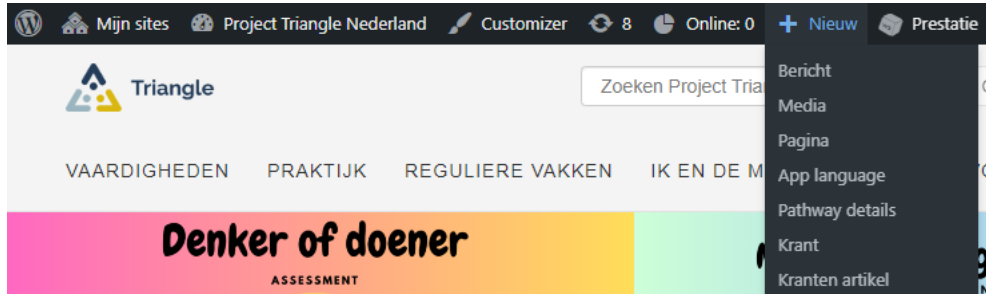 Mijn sites Project Triangle Nederland Customizer 8 Online: 0 + Nieuw Prestatie
Triangle
Zoeken Project Tria
Bericht
Media
Pagina
VAARDIGHEDEN PRAKTIJK REGULIERE VAKKEN IK EN DE M
App language
Pathway details
Krant
Kranten artikel
Denker of doener
ASSESSMENT